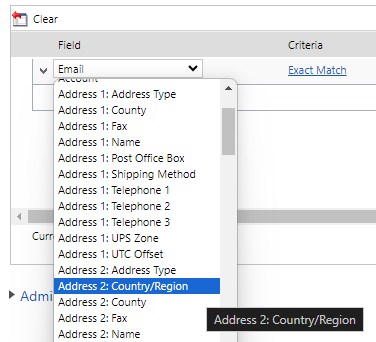 Clear
Field Criteria
Email Exact Match
Account
Address 1: Address Type
Address 1: County
Address 1: Fax
Address 1: Name
Address 1: Post Office Box
Address 1: Shipping Method
Address 1: Telephone 1
Address 1: Telephone 2
Address 1: Telephone 3
Address 1: UPS Zone
Curr
Address 1: UTC Offset
Address 2: Address Type
Address 2: Country/Region
Admi
Address 2: County
Address 2: Fax
Address 2: Country/Region
Address 2: Name